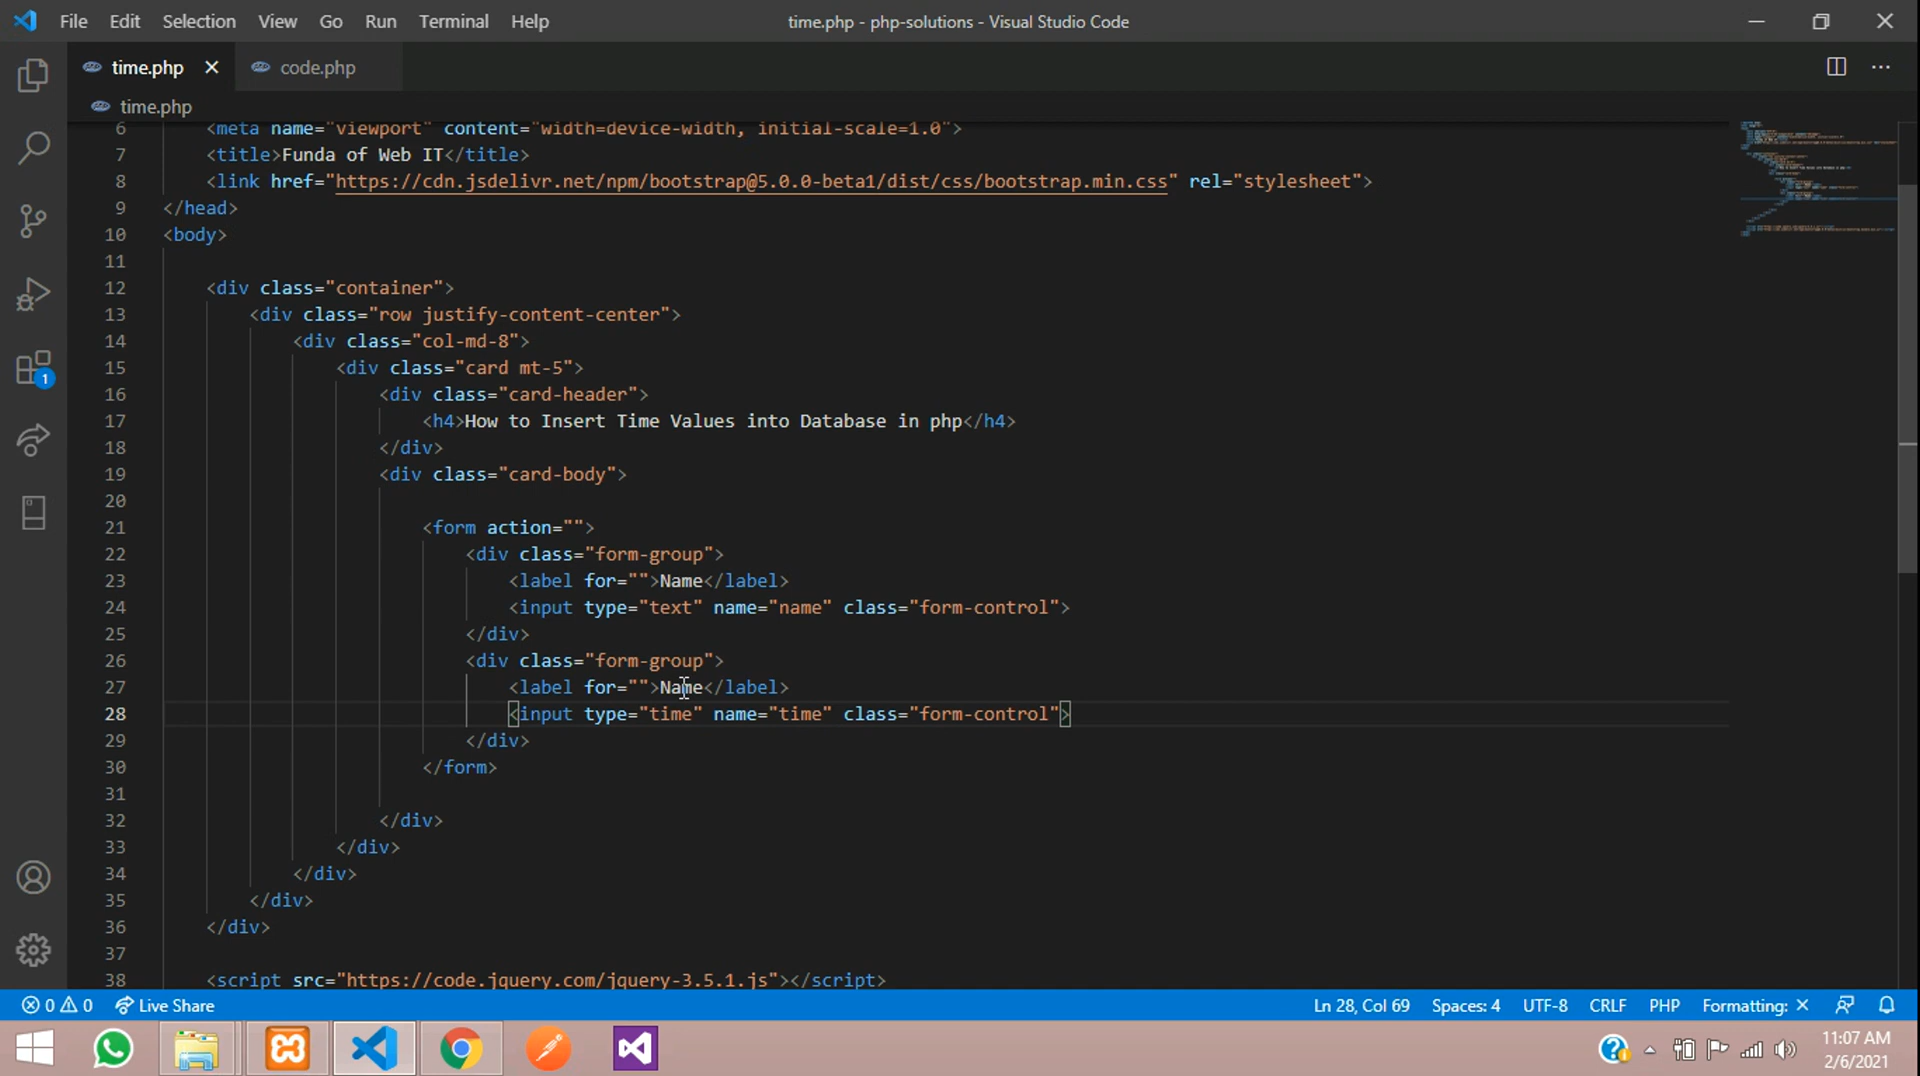 File Edit Selection View Go Run Terminal Help time.php - php-solutions - Visual Studio Code
time.php code.php
time.php
6 <meta name="viewport" content="width=device-width, initial-scale=1.0">
7 <title>Funda of Web IT</title>
8 <link href="https://cdn.jsdelivr.net/npm/bootstrap@5.0.0-beta1/dist/css/bootstrap.min.css" rel="stylesheet">
9 </head>
10 <body>
11
12 <div class="container">
13 <div class="row justify-content-center">
14 <div class="col-md-8">
15 <div class="card mt-5">
16 <div class="card-header">
17 <h4>How to Insert Time Values into Database in php</h4>
18 </div>
19 <div class="card-body">
20
21 <form action="">
22 <div class="form-group">
23 <label for="">Name</label>
24 <input type="text" name="name" class="form-control">
25 </div>
26 <div class="form-group">
27 <label for="">Name</label>
28 <input type="time" name="time" class="form-control">
29 </div>
30 </form>
31
32 </div>
33 </div>
34 </div>
35 </div>
36 </div>
37
38 <script src="https://code.jquery.com/jquery-3.5.1.js"></script>
1
0 0 Live Share Ln 28, Col 69 Spaces: 4 UTF-8 CRLF PHP Formatting: ×
11:07 AM
2/6/2021